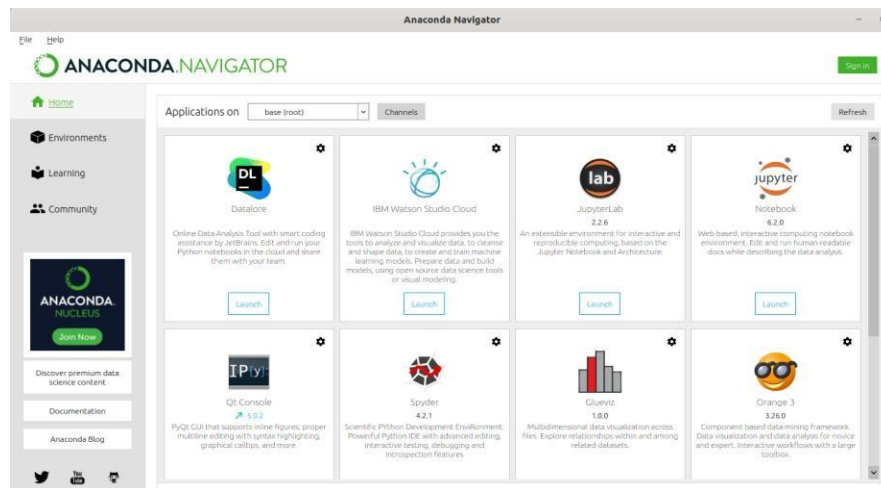 Anaconda Navigator
File Help
ANACONDA.NAVIGATOR
Sign in
Home
Environments
Learning
Community
ANACONDA.
NUCLEUS
Join Now
Discover premium data
science content
Documentation
Anaconda Blog
You
Tube
Applications on base (root) Channels Refresh
DL
Datalore
Online Data Analysis Tool with smart coding
assistance by JetBrains. Edit and run your
Python notebooks in the cloud and share
them with your team.
Launch
IBM Watson Studio Cloud
IBM Watson Studio Cloud provides you the
tools to analyze and visualize data, to cleanse
and shape data, to create and train machine
learning models. Prepare data and build
models, using open source data science tools
or visual modeling.
Launch
lab
JupyterLab
2.2.6
An extensible environment for interactive and
reproducible computing, based on the
Jupyter Notebook and Architecture.
Launch
jupyter
Notebook
6.2.0
Web-based, interactive computing notebook
environment. Edit and run human-readable
docs while describing the data analysis.
Launch
IP[y]:
Qt Console
5.0.2
PyQt GUI that supports inline figures, proper
multiline editing with syntax highlighting,
graphical calltips, and more.
Spyder
4.2.1
Scientific PYthon Development EnviRonment.
Powerful Python IDE with advanced editing,
interactive testing, debugging and
introspection features
Glueviz
1.0.0
Multidimensional data visualization across
files. Explore relationships within and among
related datasets.
Orange 3
3.26.0
Component based data mining framework.
Data visualization and data analysis for novice
and expert. Interactive workflows with a large
toolbox.